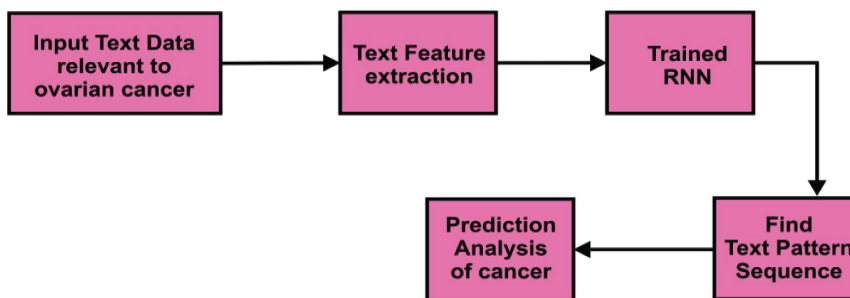 Input Text Data
relevant to
ovarian cancer
Text Feature
extraction
Trained
RNN
Find
Text Pattern
Sequence
Prediction
Analysis
of cancer